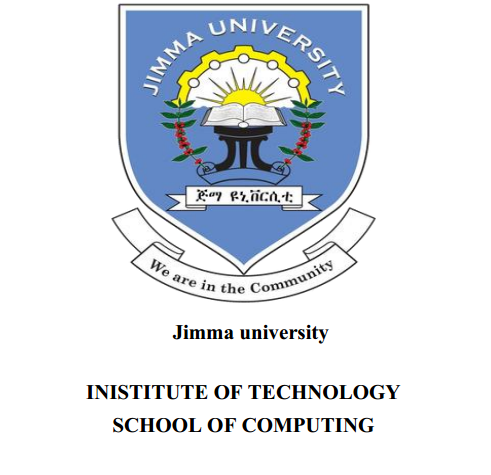 JIMMA UNIVERSITY
ጅማ ዩኒቨርሲቲ
We are in the Community
Jimma university
INISTITUTE OF TECHNOLOGY
SCHOOL OF COMPUTING